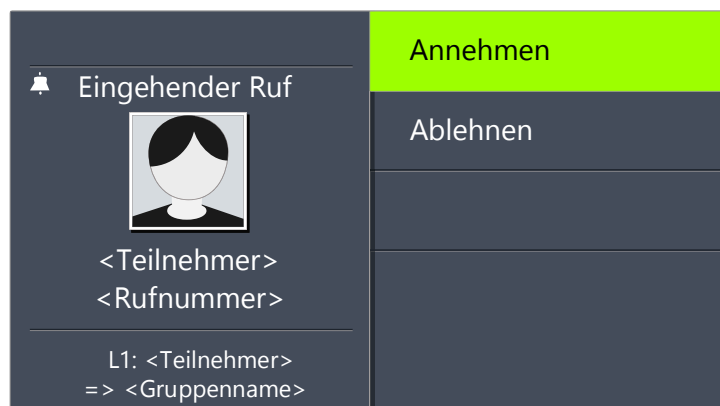 Eingehender Ruf
<Teilnehmer>
<Rufnummer>
L1: <Teilnehmer>
=> <Gruppenname>
Annehmen
Ablehnen